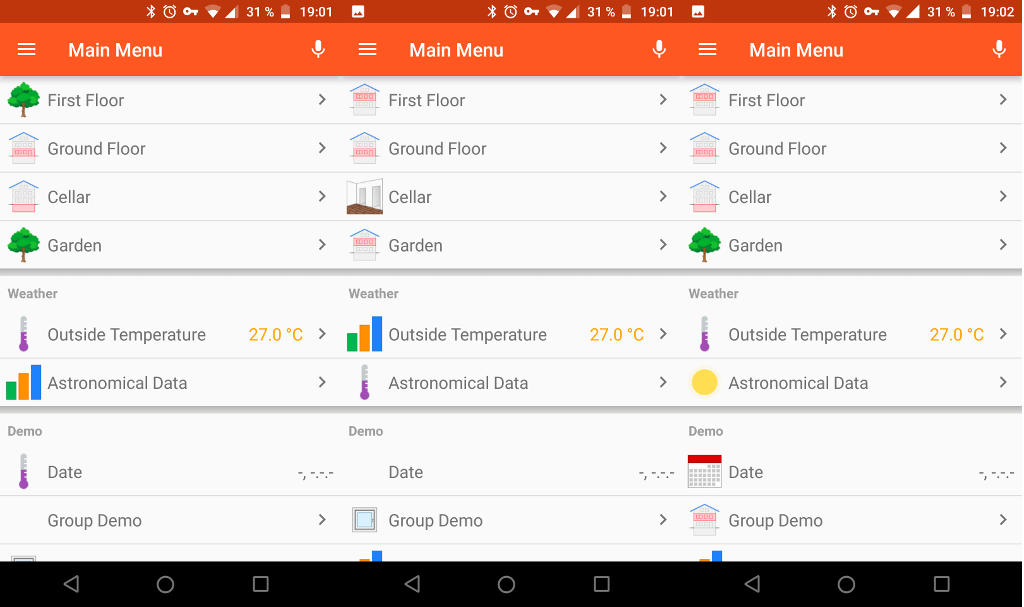 31 % 19:01
Main Menu
First Floor
Ground Floor
Cellar
Garden
Weather
Outside Temperature 27.0 °C
Astronomical Data
Demo
Date -, -.-.-
Group Demo
31 % 19:01
Main Menu
First Floor
Ground Floor
Cellar
Garden
Weather
Outside Temperature 27.0 °C
Astronomical Data
Demo
Date -, -.-.-
Group Demo
31 % 19:02
Main Menu
First Floor
Ground Floor
Cellar
Garden
Weather
Outside Temperature 27.0 °C
Astronomical Data
Demo
Date -, -.-.-
Group Demo